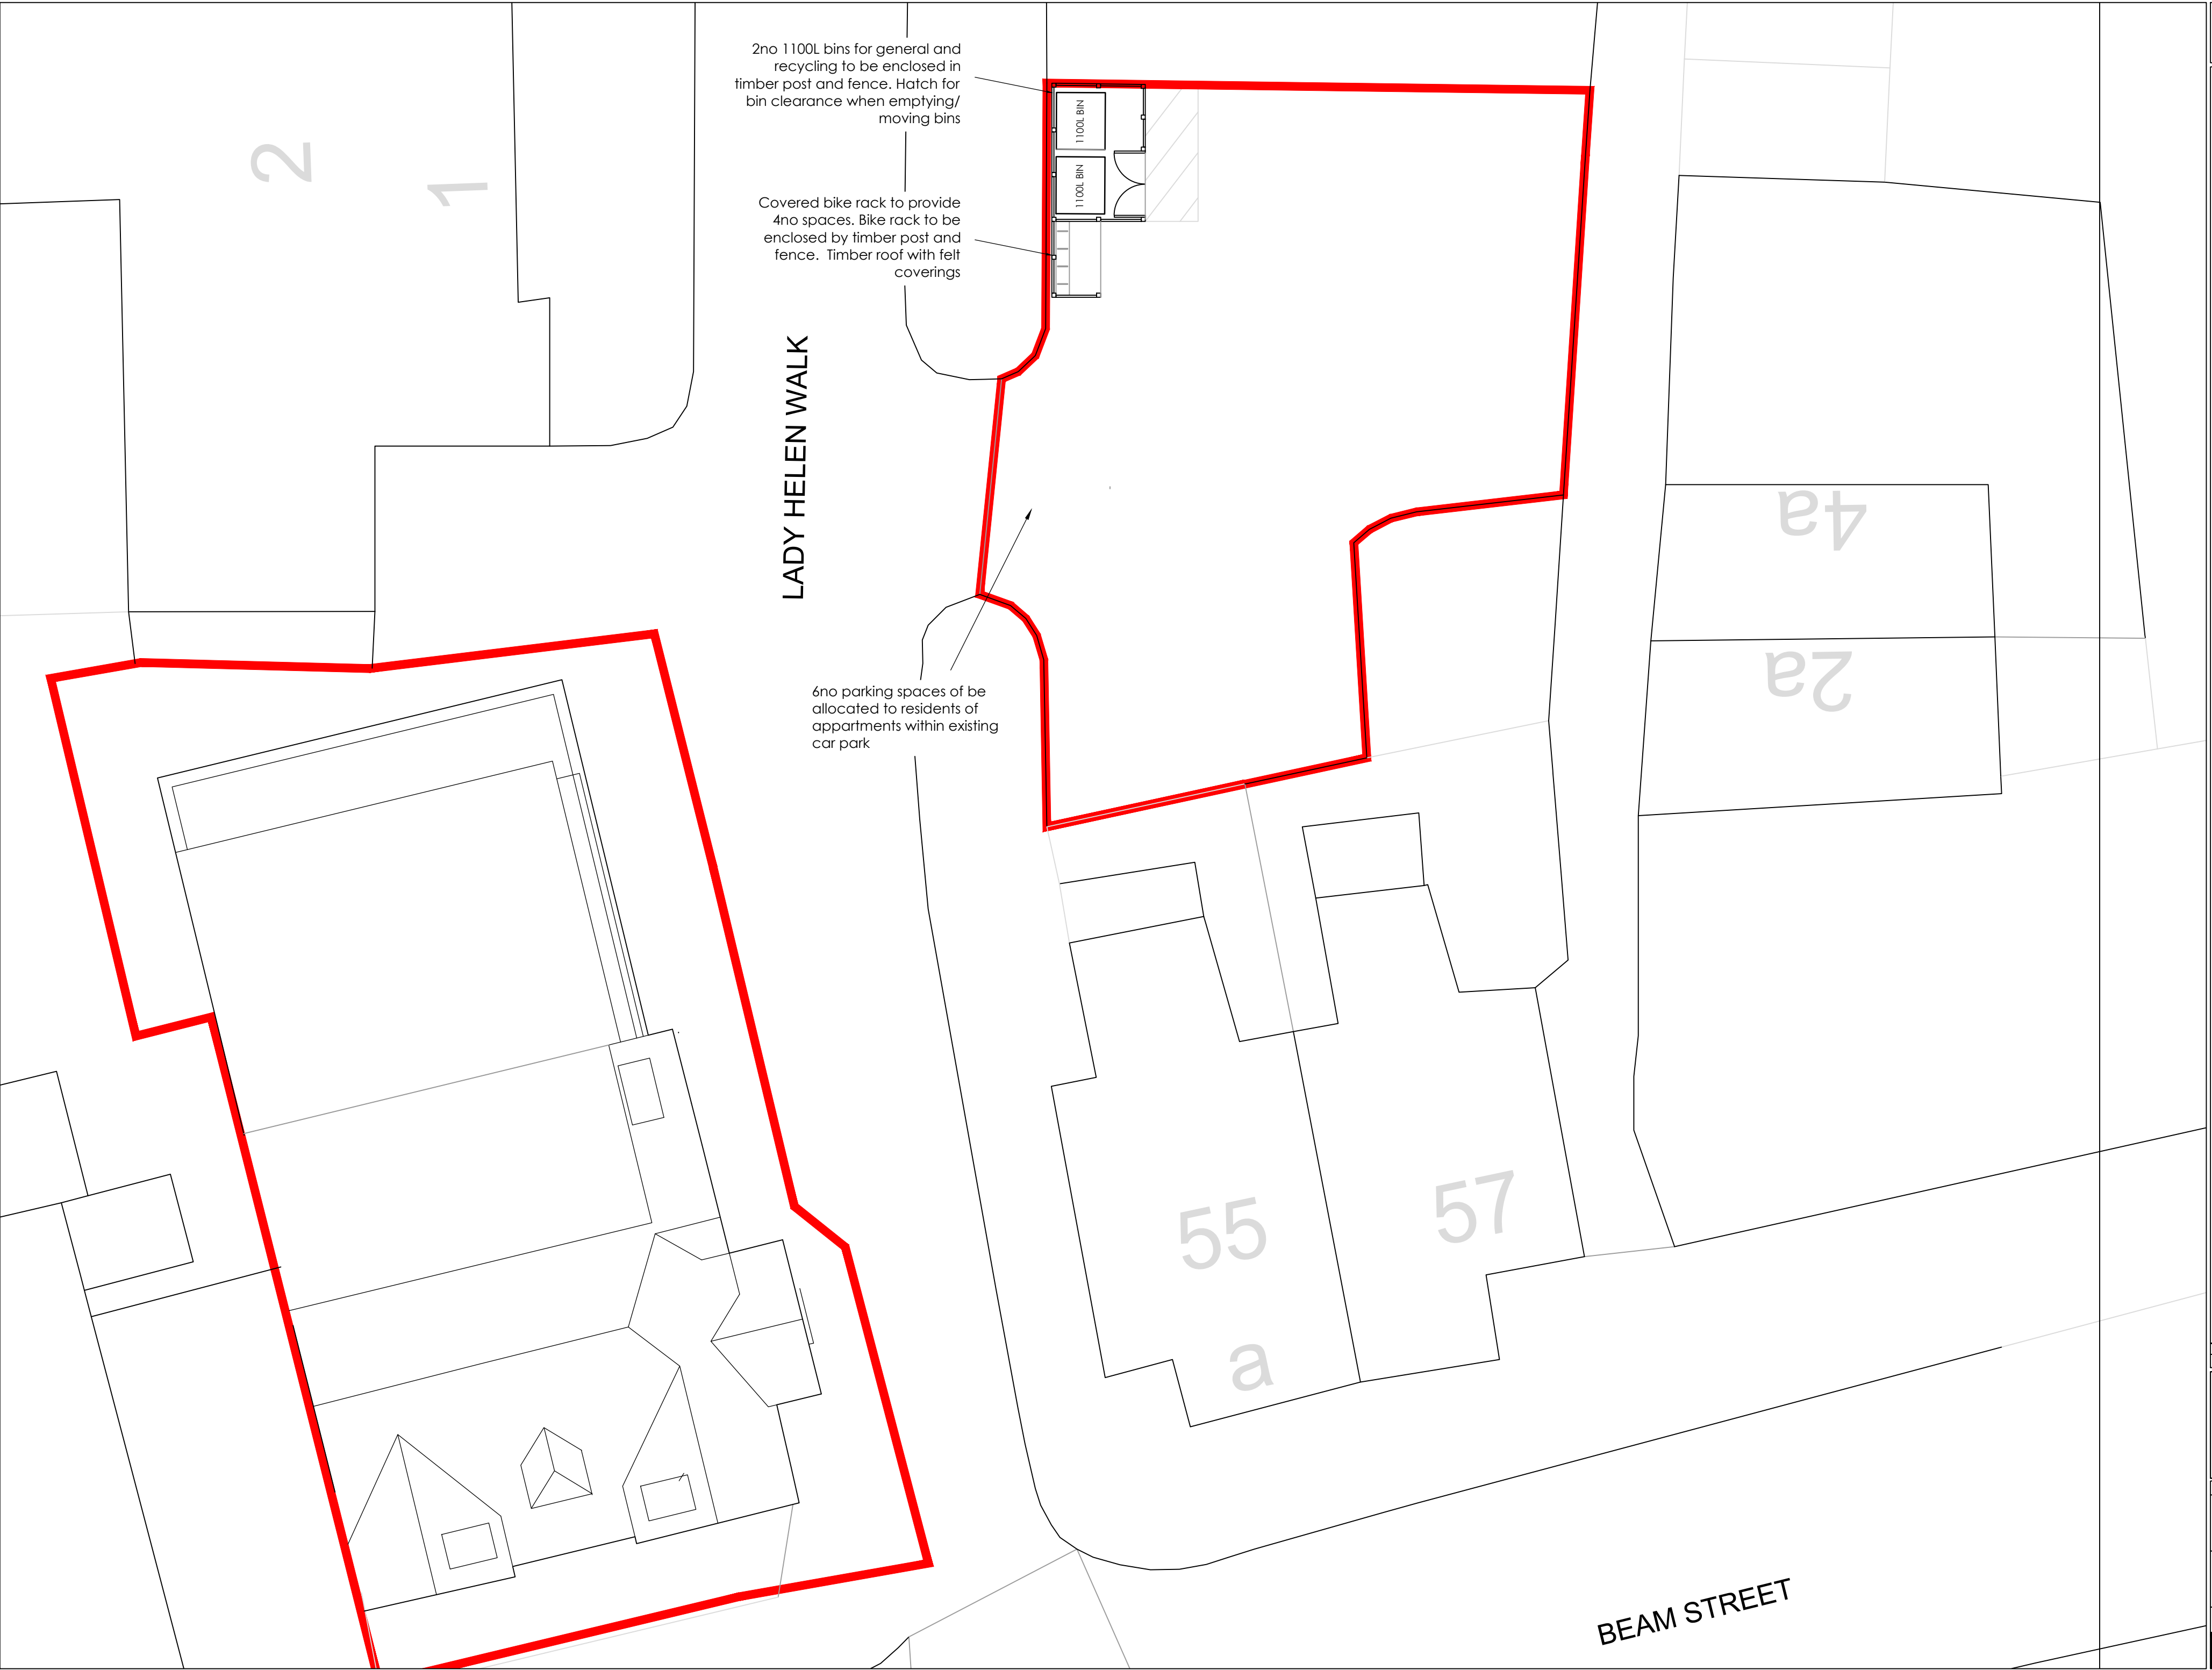 2no 1100L bins for general and
recycling to be enclosed in
timber post and fence. Hatch for
bin clearance when emptying/
moving bins
1100L BIN
1100L BIN
Covered bike rack to provide
4no spaces. Bike rack to be
enclosed by timber post and
fence. Timber roof with felt
coverings
2
1
LADY HELEN WALK
4a
2a
6no parking spaces of be
allocated to residents of
appartments within existing
car park
55
a
57
BEAM STREET